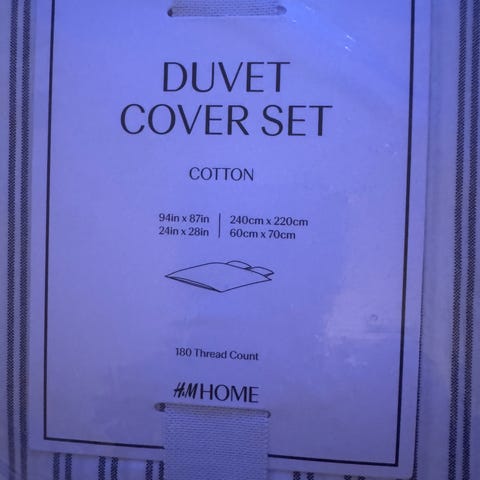 DUVET
COVER SET
COTTON
94in x 87in | 240cm x 220cm
24in x 28in | 60cm x 70cm
180 Thread Count
H&M HOME